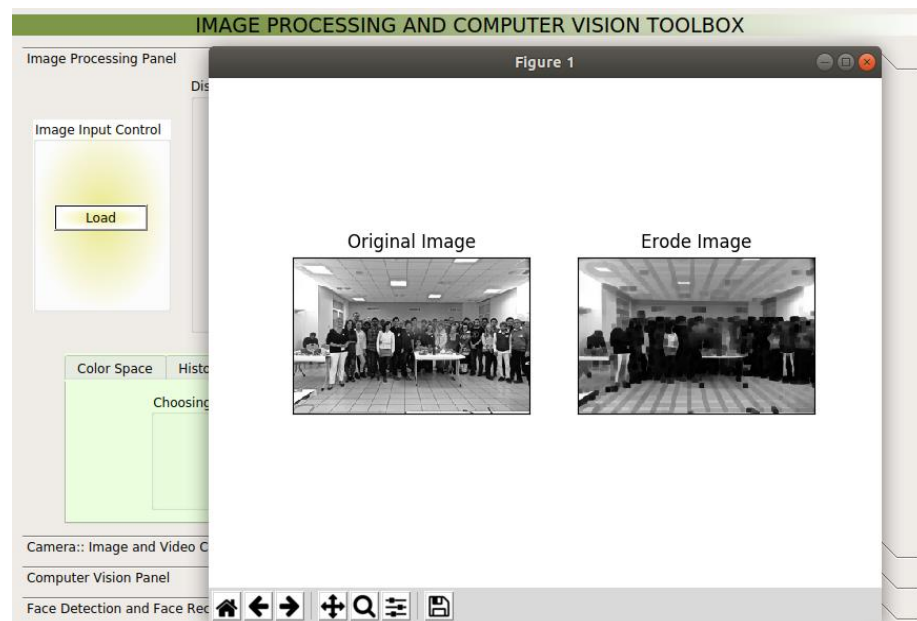 IMAGE PROCESSING AND COMPUTER VISION TOOLBOX
Image Processing Panel
Figure 1
Dis
Image Input Control
Load
Original Image
Erode Image
Color Space
Histo
Choosing
Camera:: Image and Video C
Computer Vision Panel
Face Detection and Face Rec